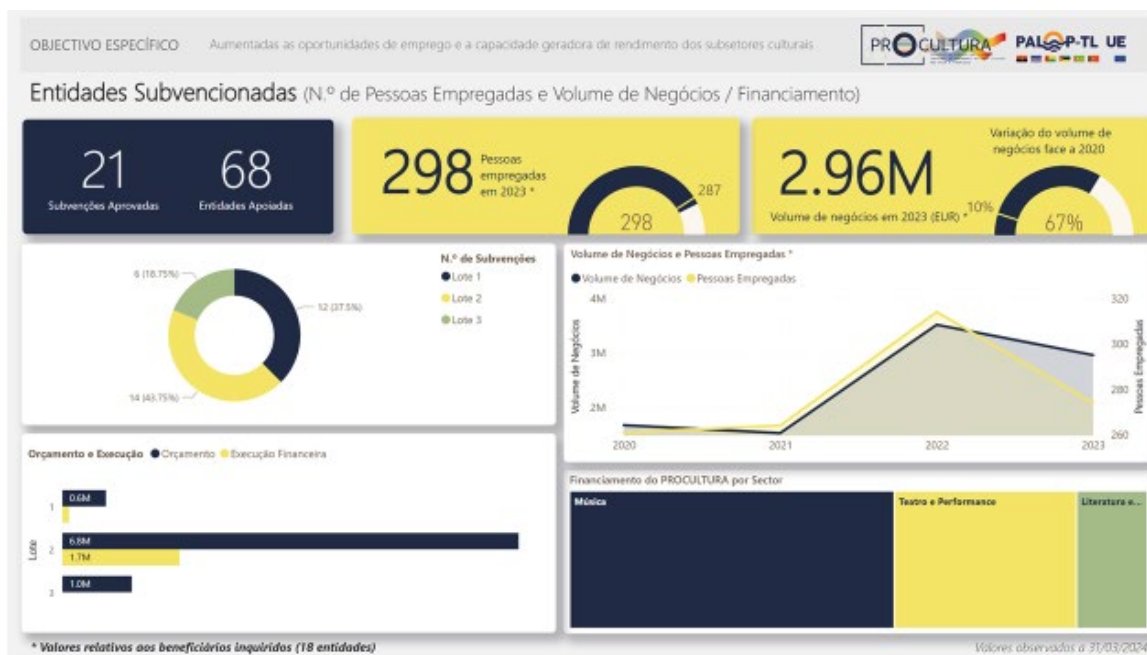 OBJECTIVO ESPECÍFICO Aumentadas as oportunidades de emprego e a capacidade geradora de rendimento dos subsetores culturais
PROCULTURA PALOP-TL UE
Entidades Subvencionadas (N.º de Pessoas Empregadas e Volume de Negócios / Financiamento)
21
Subvenções Aprovadas
68
Entidades Apoiadas
298
Pessoas
empregadas
em 2023 *
287
298
2.96M
Volume de negócios em 2023 (EUR) *
Variação do volume de
negócios face a 2020
10%
67%
6 (18.75%)
12 (37.5%)
14 (43.75%)
N.º de Subvenções
Lote 1
Lote 2
Lote 3
Volume de Negócios e Pessoas Empregadas *
Volume de Negócios Pessoas Empregadas
Volume de Negócios
4M
3M
2M
320
300
280
260
Pessoas Empregadas
2020 2021 2022 2023
Orçamento e Execução Orçamento Execução Financeira
Lote
1
0.6M
2
6.8M
1.7M
3
1.0M
Financiamento do PROCULTURA por Sector
Música
Teatro e Performance
Literatura e...
* Valores relativos aos beneficiários inquiridos (18 entidades)
Valores observados a 31/03/2024